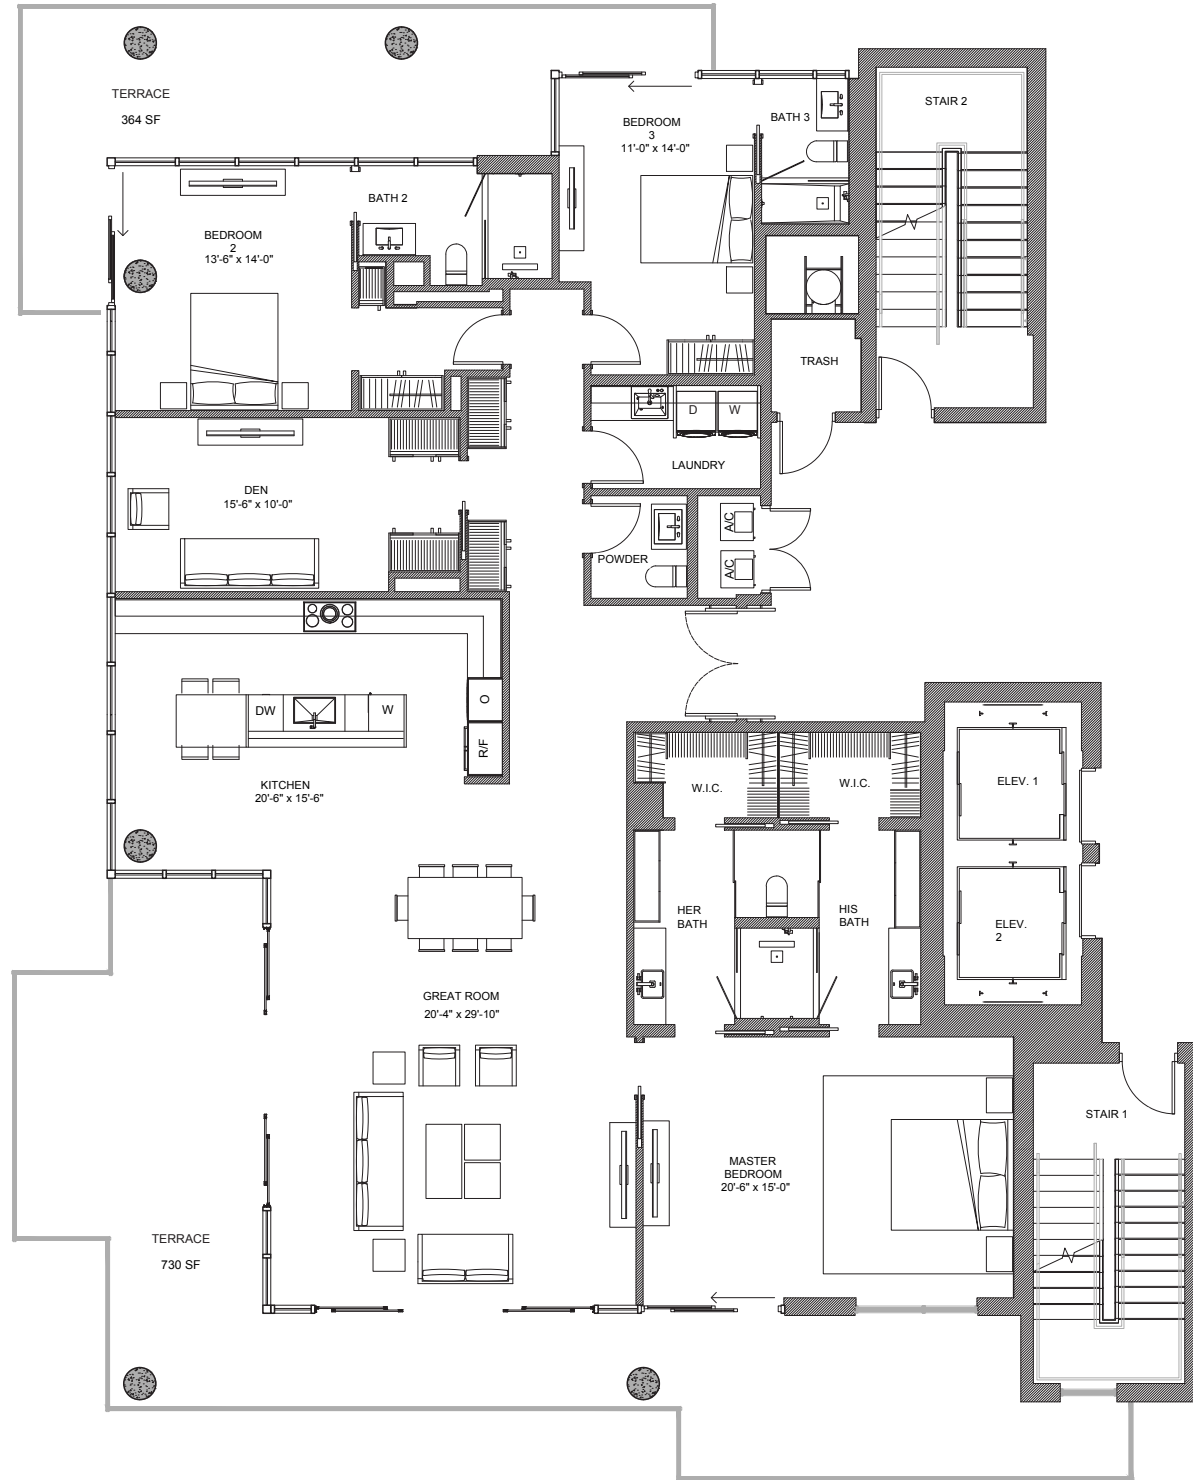 TERRACE
364 SF
BEDROOM
3
11'-0" x 14'-0"
BATH 3
STAIR 2
BATH 2
BEDROOM
2
13'-6" x 14'-0"
TRASH
D
W
LAUNDRY
DEN
15'-6" x 10'-0"
A/C
A/C
POWDER
DW
W
O
R/F
KITCHEN
20'-6" x 15'-6"
W.I.C.
W.I.C.
ELEV. 1
HER
BATH
HIS
BATH
ELEV.
2
GREAT ROOM
20'-4" x 29'-10"
STAIR 1
MASTER
BEDROOM
20'-6" x 15'-0"
TERRACE
730 SF